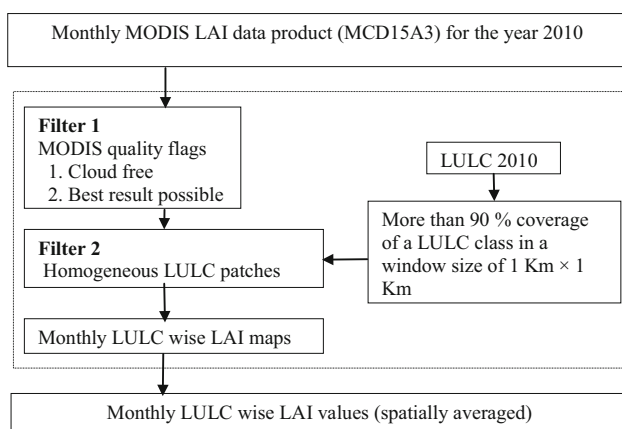 Monthly MODIS LAI data product (MCD15A3) for the year 2010
Filter 1
MODIS quality flags
1. Cloud free
2. Best result possible
LULC 2010
More than 90 % coverage
of a LULC class in a
window size of 1 Km × 1
Km
Filter 2
Homogeneous LULC patches
Monthly LULC wise LAI maps
Monthly LULC wise LAI values (spatially averaged)